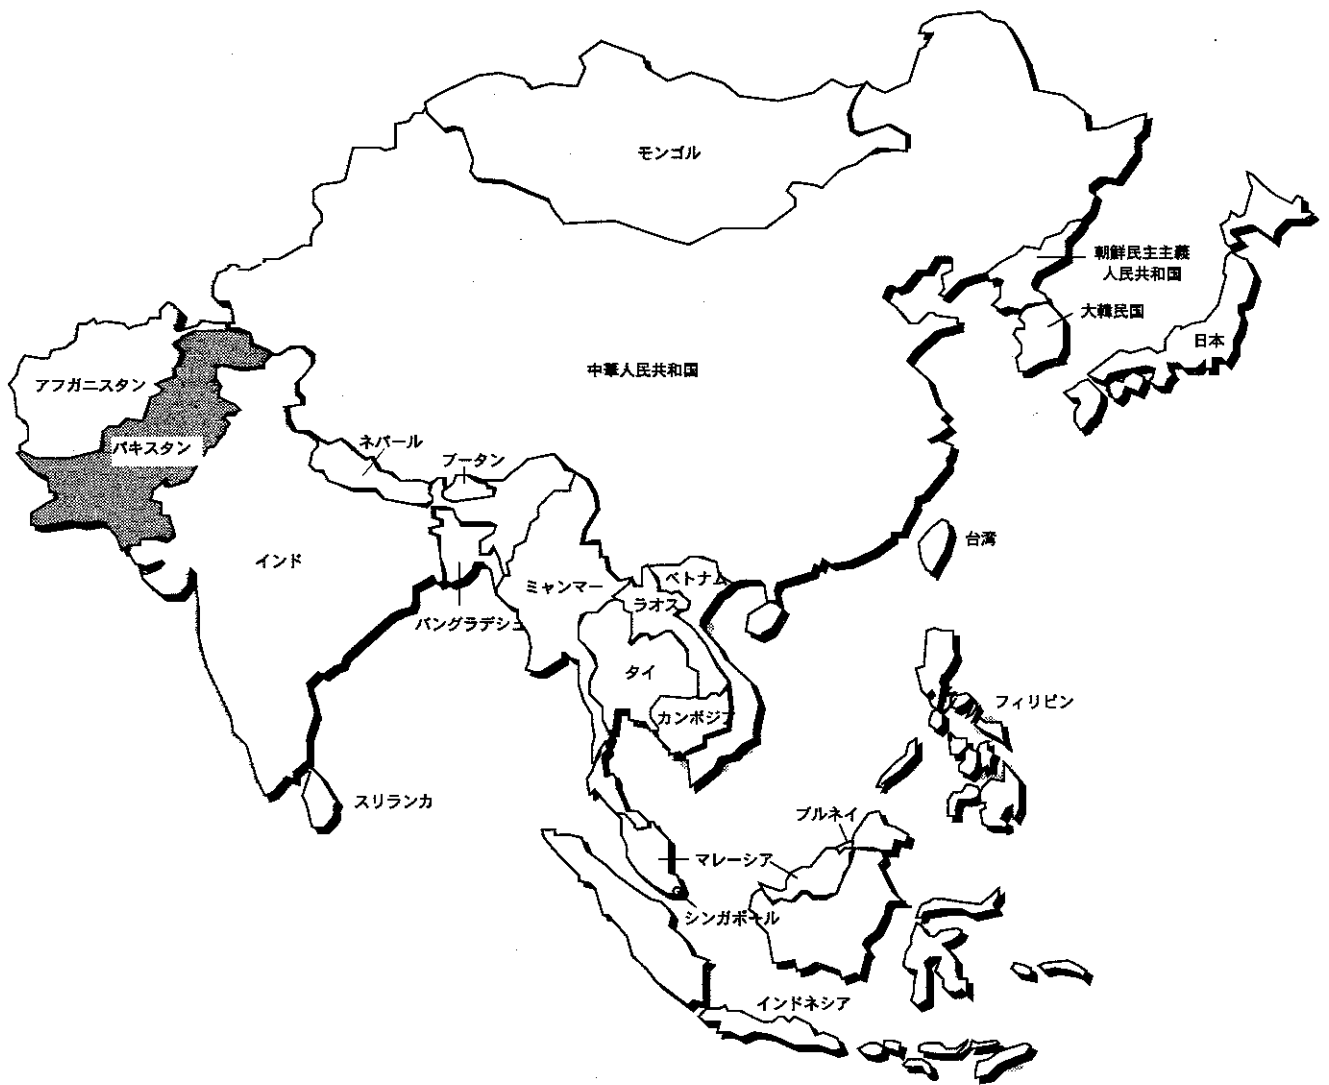 モンゴル
朝鮮民主主義
人民共和国
大韓民国
日本
中華人民共和国
アフガニスタン
パキスタン
ネパール
ブータン
台湾
インド
ミャンマー
ベトナム
ラオス
バングラデシュ
タイ
フィリピン
カンボジア
スリランカ
ブルネイ
マレーシア
シンガポール
インドネシア